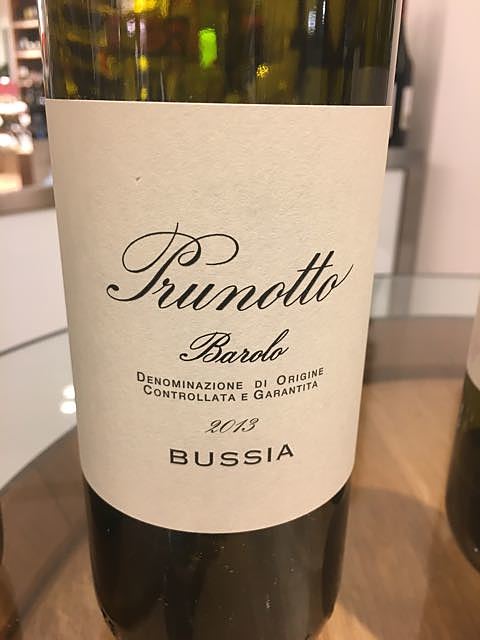 Prunotto
Barolo
DENOMINAZIONE DI ORIGINE
CONTROLLATA E GARANTITA
2013
BUSSIA